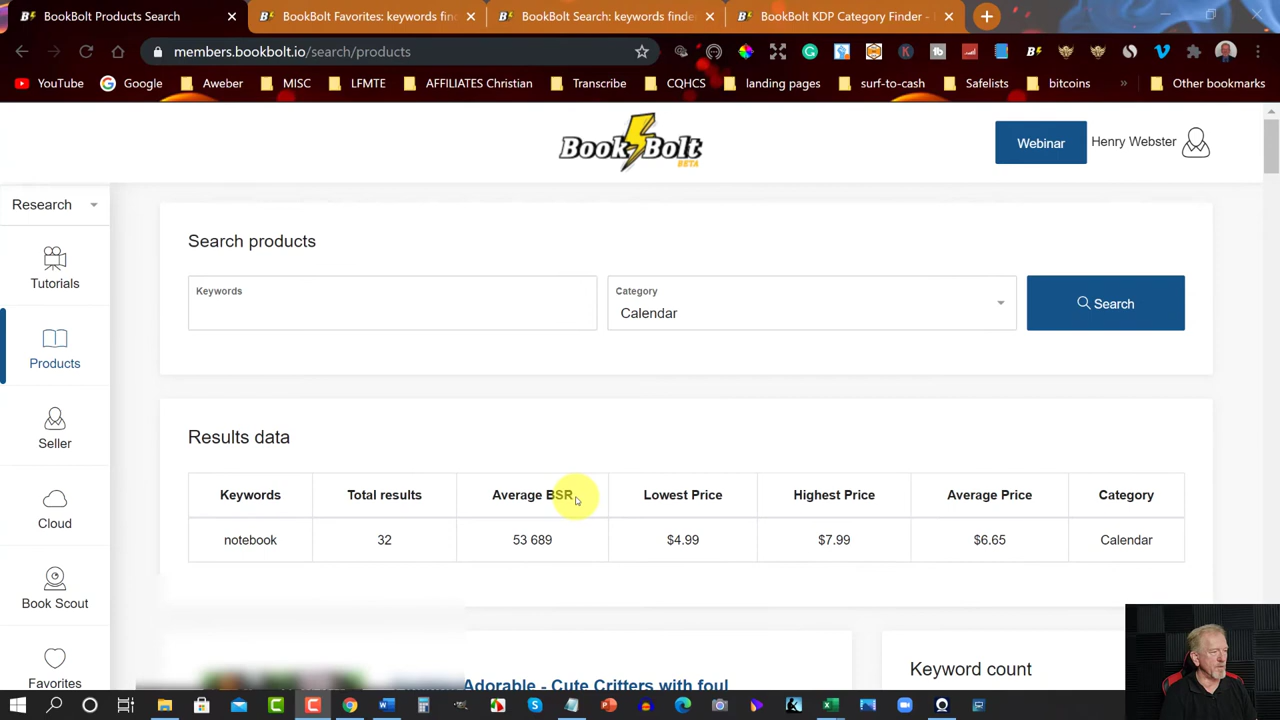 BookBolt Products Search
BookBolt Favorites: keywords fin
BookBolt Search: keywords finde
BookBolt KDP Category Finder -
members.bookbolt.io/search/products
YouTube
Google
Aweber
MISC
LFMTE
AFFILIATES Christian
Transcribe
CQHCS
landing pages
surf-to-cash
Safelists
bitcoins
»
Other bookmarks
Book Bolt
BETA
Webinar
Henry Webster
Research
Tutorials
Products
Seller
Cloud
Book Scout
Favorites
Search products
Keywords
Category
Calendar
Search
Results data
Keywords Total results Average BSR Lowest Price Highest Price Average Price Category
notebook 32 53 689 $4.99 $7.99 $6.65 Calendar
Adorable - Cute Critters with foul
Keyword count